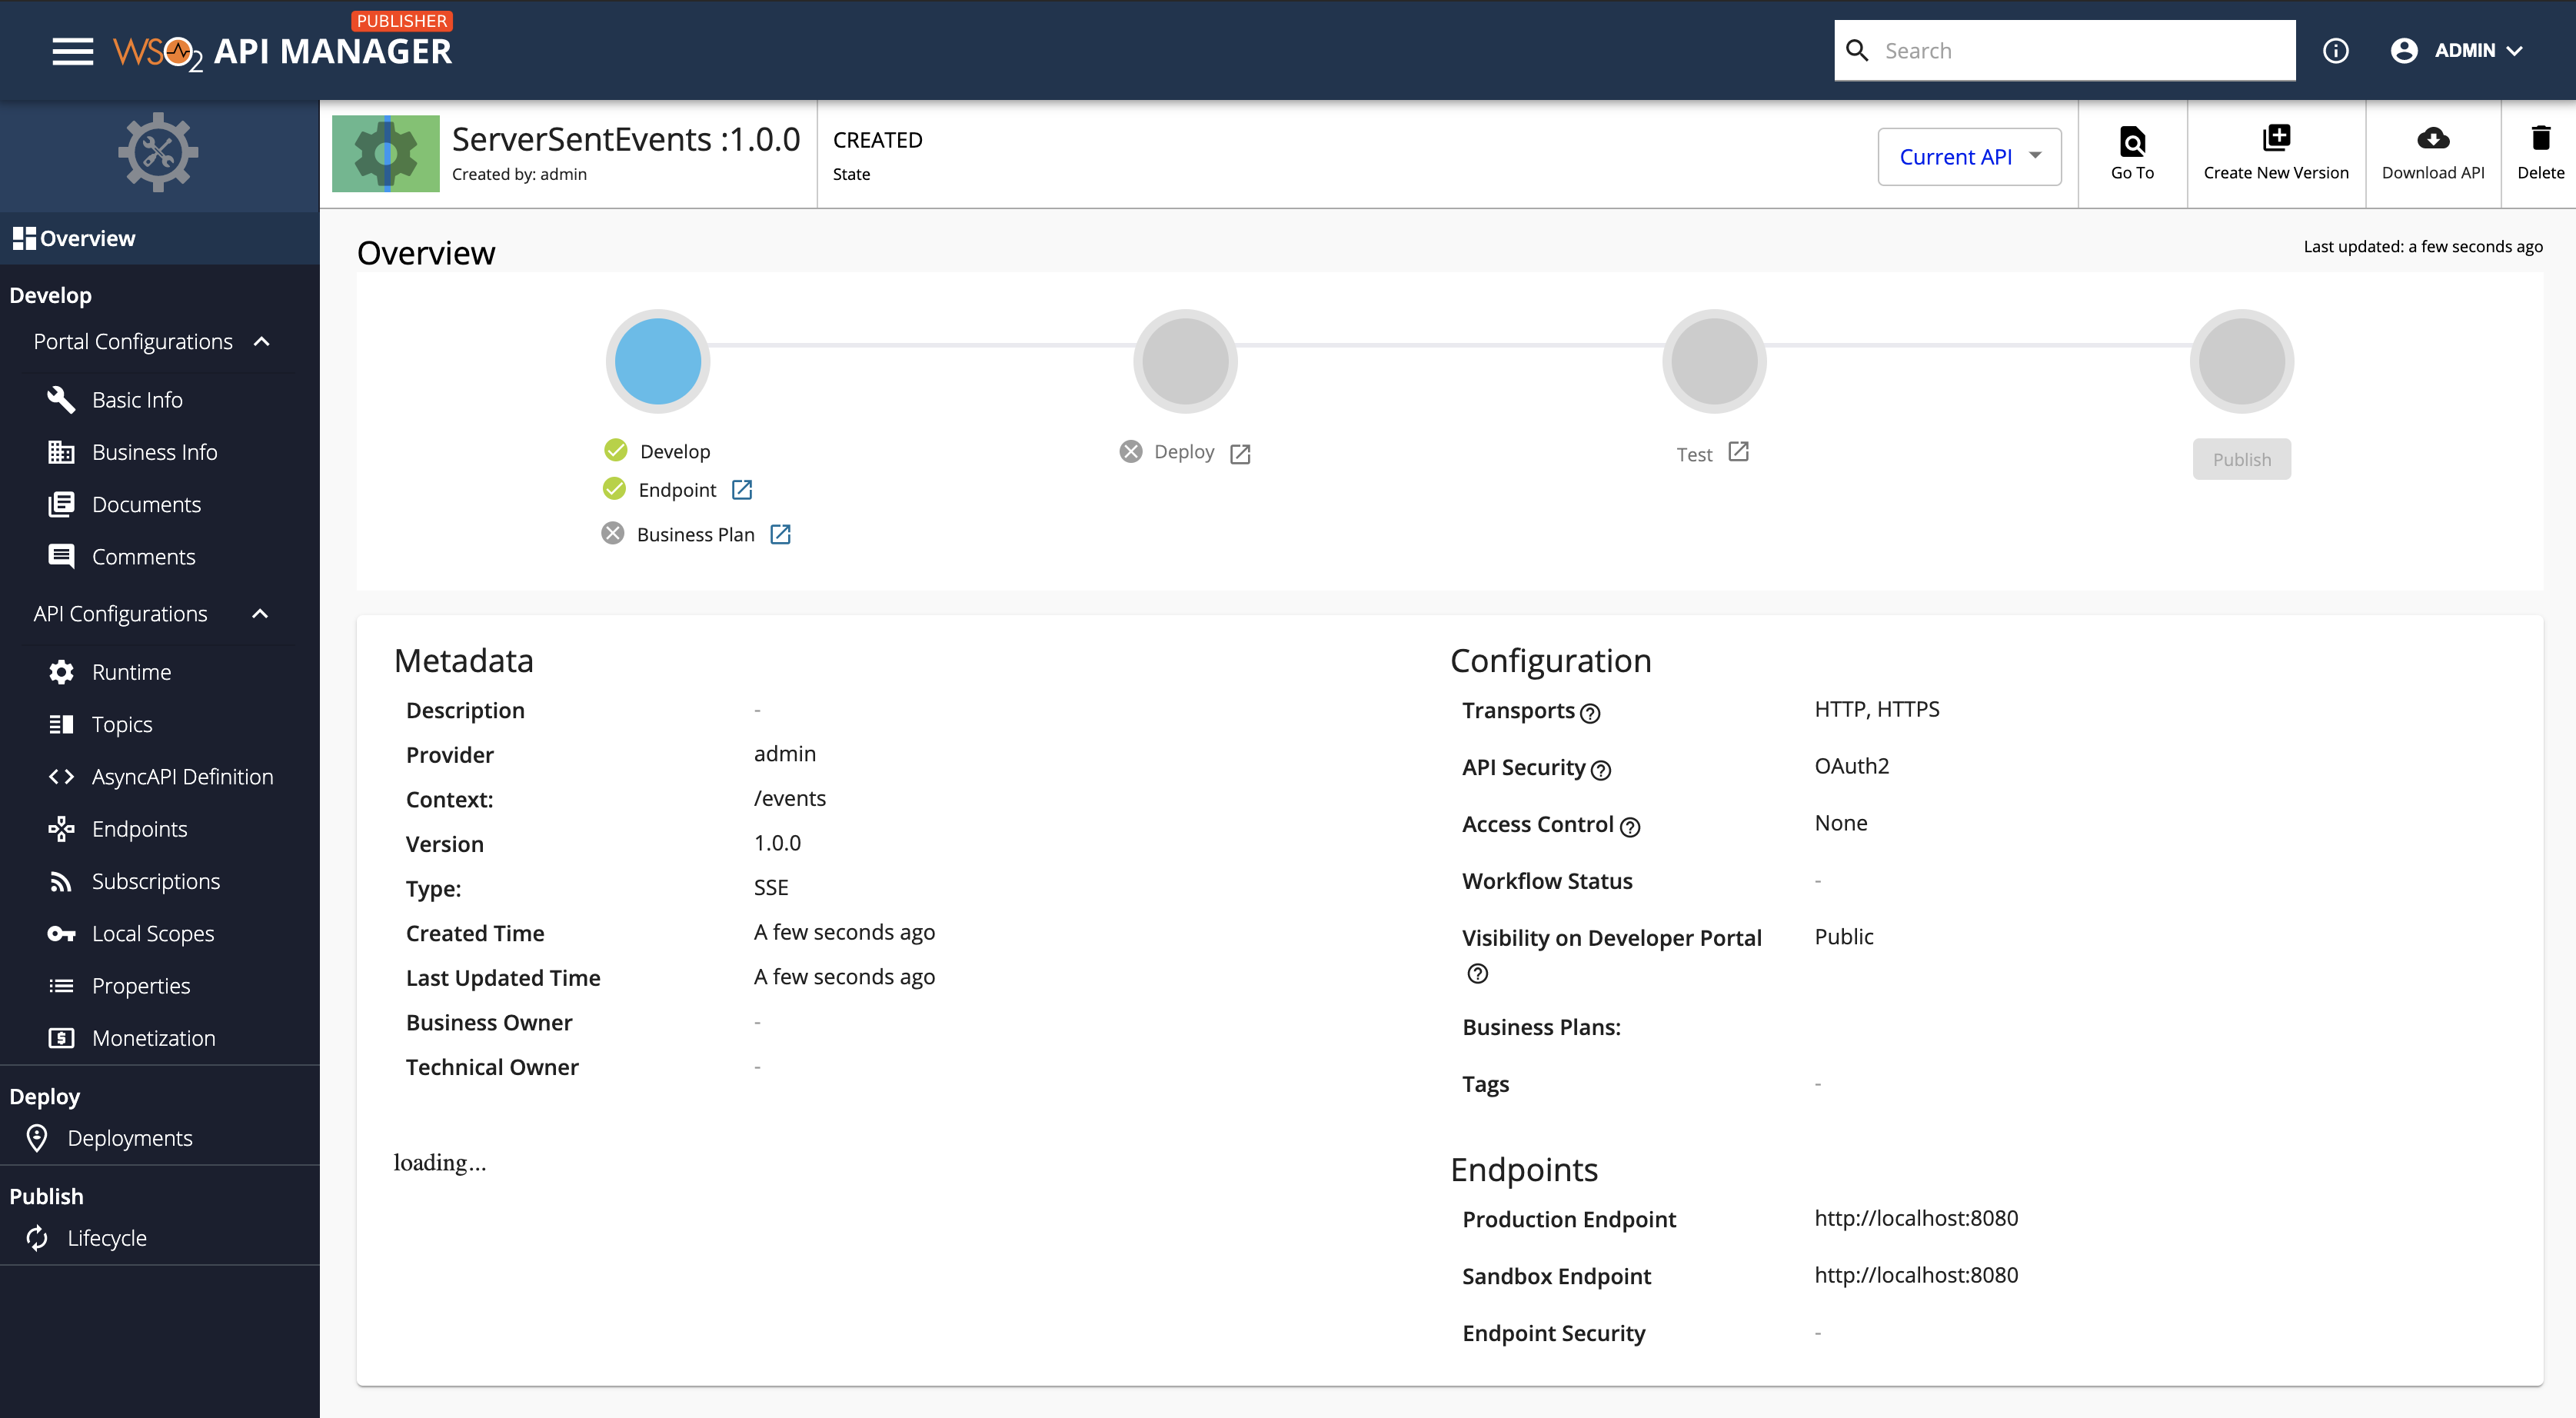 PUBLISHER
WSO2 API MANAGER
Search
ADMIN
ServerSentEvents :1.0.0
Created by: admin
CREATED
State
Current API
Go To
Create New Version
Download API
Delete
Overview
Develop
Portal Configurations
Basic Info
Business Info
Documents
Comments
API Configurations
Runtime
Topics
AsyncAPI Definition
Endpoints
Subscriptions
Local Scopes
Properties
Monetization
Deploy
Deployments
Publish
Lifecycle
Overview
Last updated: a few seconds ago
Develop
Endpoint
Business Plan
Deploy
Test
Publish
Metadata
Description -
Provider admin
Context: /events
Version 1.0.0
Type: SSE
Created Time A few seconds ago
Last Updated Time A few seconds ago
Business Owner -
Technical Owner -
loading...
Configuration
Transports HTTP, HTTPS
API Security OAuth2
Access Control None
Workflow Status -
Visibility on Developer Portal Public
Business Plans:
Tags -
Endpoints
Production Endpoint http://localhost:8080
Sandbox Endpoint http://localhost:8080
Endpoint Security -